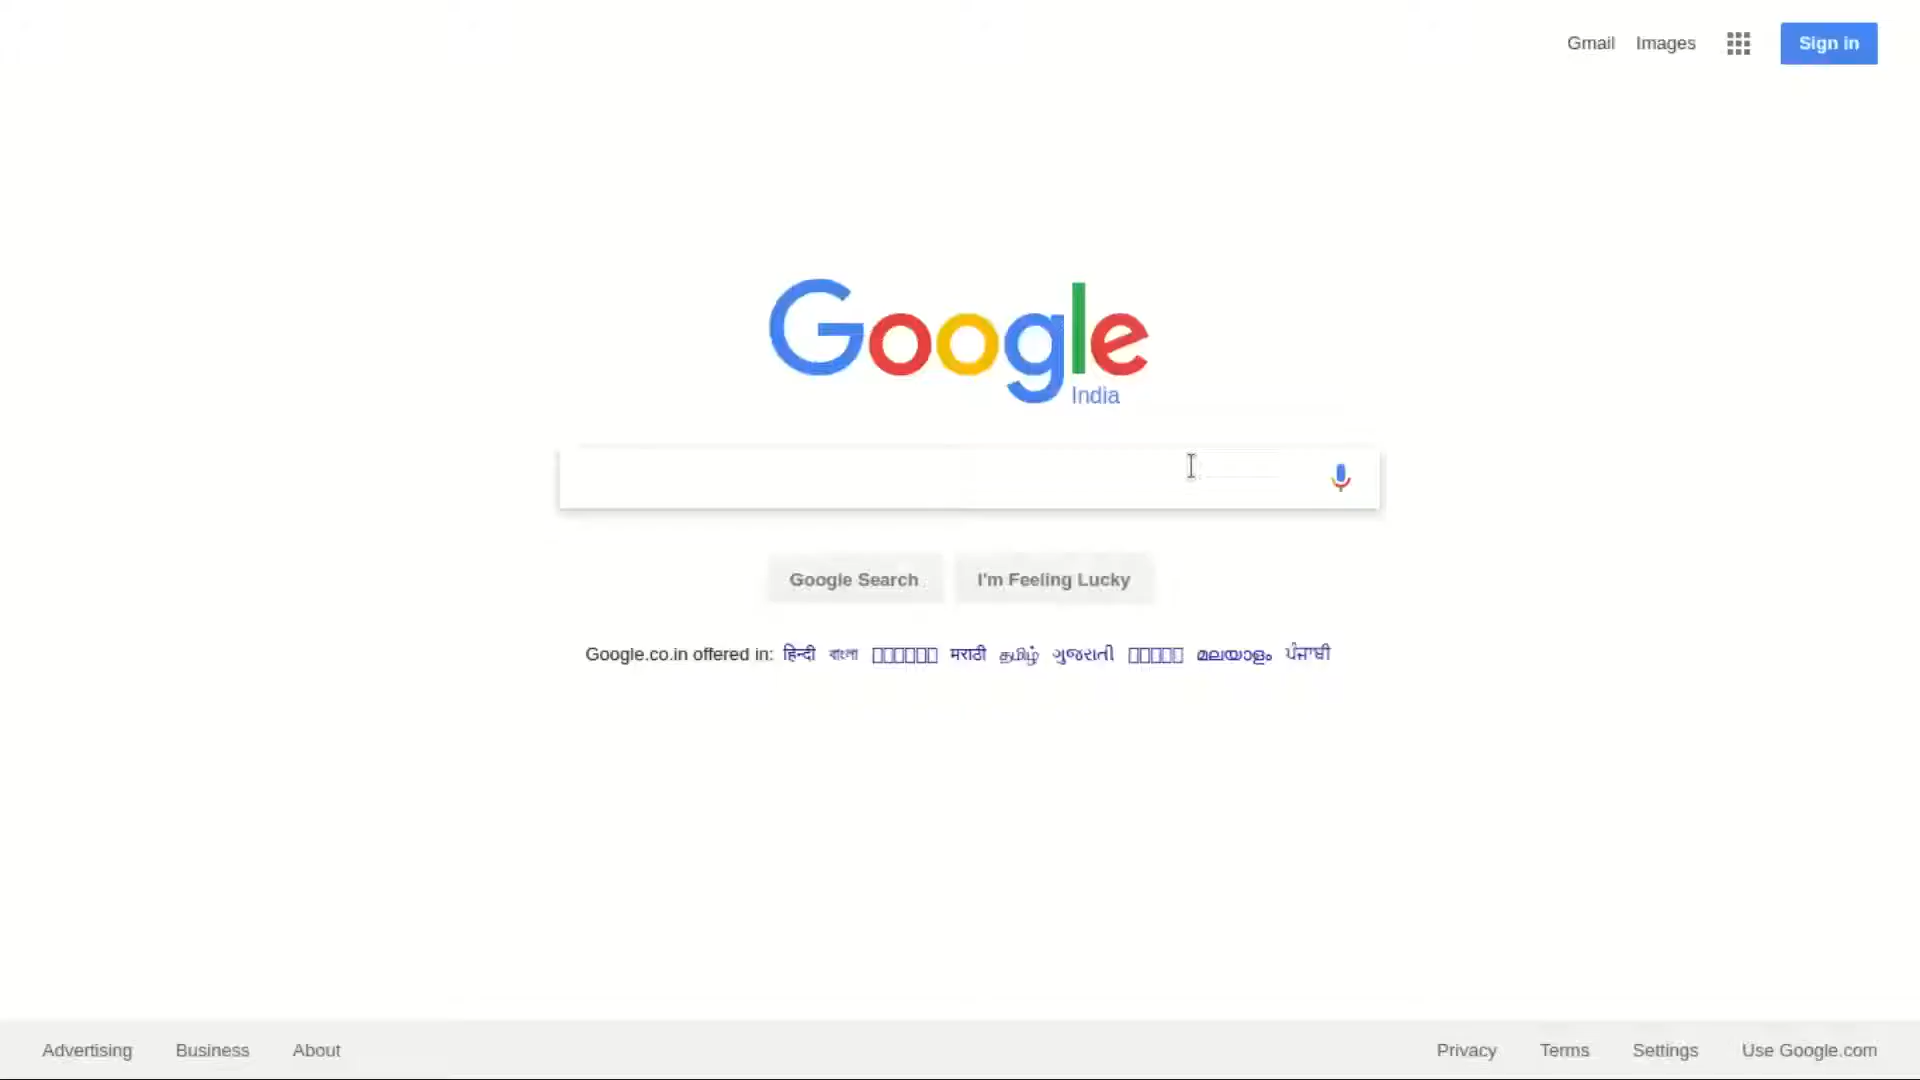 Gmail Images Sign in
Google
India
Google Search I'm Feeling Lucky
Google.co.in offered in: हिन्दी বাংলা मराठी தமிழ் ગુજરાતી മലയാളം ਪੰਜਾਬੀ
Advertising Business About Privacy Terms Settings Use Google.com